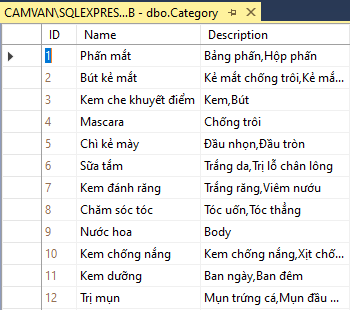 CAMVAN\SQLEXPRES...B - dbo.Category
ID Name Description
1 Phấn mắt Bảng phấn,Hộp phấn
2 Bút kẻ mắt Kẻ mắt chống trôi,Kẻ mắ...
3 Kem che khuyết điểm Kem,Bút
4 Mascara Chống trôi
5 Chì kẻ mày Đầu nhọn,Đầu tròn
6 Sữa tắm Trắng da,Trị lỗ chân lông
7 Kem đánh răng Trắng răng,Viêm nướu
8 Chăm sóc tóc Tóc uốn,Tóc thẳng
9 Nước hoa Body
10 Kem chống nắng Kem chống nắng,Xịt chố...
11 Kem dưỡng Ban ngày,Ban đêm
12 Trị mụn Mụn trứng cá,Mụn đầu ...